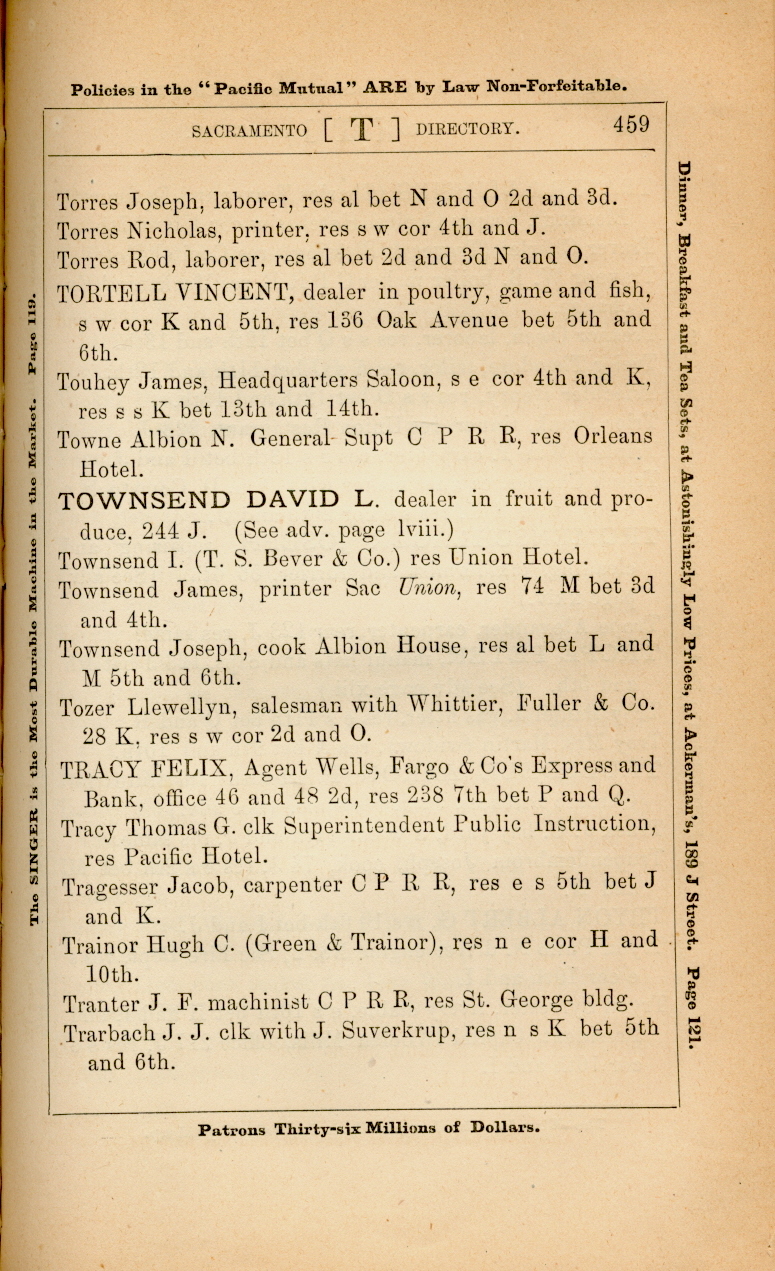 Policies in the “Pacific Mutual” ARE by Law Non-Forfeitable.
SACRAMENTO [ T ] DIRECTORY. 459
Torres Joseph, laborer, res al bet N and O 2d and 3d.
Torres Nicholas, printer, res s w cor 4th and J.
Torres Rod, laborer, res al bet 2d and 3d N and O.
TORTELL VINCENT, dealer in poultry, game and fish,
s w cor K and 5th, res 136 Oak Avenue bet 5th and
6th.
Touhey James, Headquarters Saloon, s e cor 4th and K,
res s s K bet 13th and 14th.
Towne Albion N. General Supt C P R R, res Orleans
Hotel.
TOWNSEND DAVID L. dealer in fruit and pro-
duce, 244 J. (See adv. page lviii.)
Townsend I. (T. S. Bever & Co.) res Union Hotel.
Townsend James, printer Sac Union, res 74 M bet 3d
and 4th.
Townsend Joseph, cook Albion House, res al bet L and
M 5th and 6th.
Tozer Llewellyn, salesman with Whittier, Fuller & Co.
28 K, res s w cor 2d and O.
TRACY FELIX, Agent Wells, Fargo & Co's Express and
Bank, office 46 and 48 2d, res 238 7th bet P and Q.
Tracy Thomas G. clk Superintendent Public Instruction,
res Pacific Hotel.
Tragesser Jacob, carpenter C P R R, res e s 5th bet J
and K.
Trainor Hugh C. (Green & Trainor), res n e cor H and
10th.
Tranter J. F. machinist C P R R, res St. George bldg.
Trarbach J. J. clk with J. Suverkrup, res n s K bet 5th
and 6th.
Patrons Thirty-six Millions of Dollars.
The SINGER is the Most Durable Machine in the Market. Page 119.
Dinner, Breakfast and Tea Sets, at Astonishingly Low Prices, at Ackerman's, 189 J Street. Page 121.